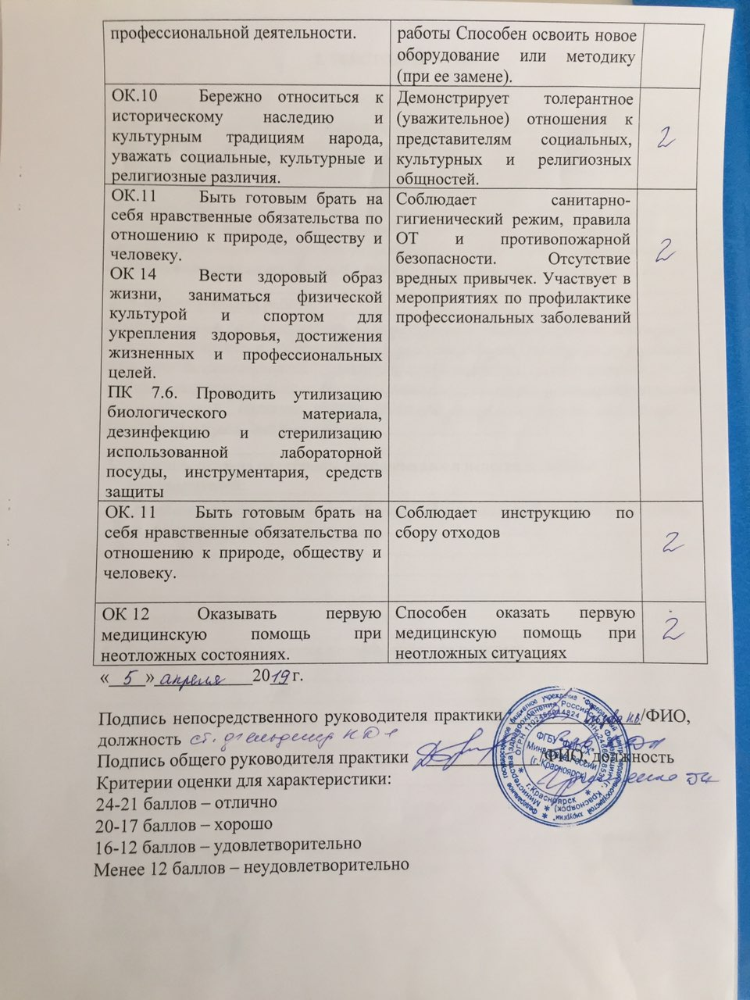 профессиональной деятельности.
работы Способен освоить новое
оборудование или методику
(при ее замене).
ОК.10 Бережно относиться к
историческому наследию и
культурным традициям народа,
уважать социальные, культурные и
религиозные различия.
Демонстрирует толерантное
(уважительное) отношения к
представителям социальных,
культурных и религиозных
общностей.
2
ОК.11 Быть готовым брать на
себя нравственные обязательства по
отношению к природе, обществу и
человеку.
ОК 14 Вести здоровый образ
жизни, заниматься физической
культурой и спортом для
укрепления здоровья, достижения
жизненных и профессиональных
целей.
ПК 7.6. Проводить утилизацию
биологического материала,
дезинфекцию и стерилизацию
использованной лабораторной
посуды, инструментария, средств
защиты
Соблюдает санитарно-
гигиенический режим, правила
ОТ и противопожарной
безопасности. Отсутствие
вредных привычек. Участвует в
мероприятиях по профилактике
профессиональных заболеваний
2
ОК. 11 Быть готовым брать на
себя нравственные обязательства по
отношению к природе, обществу и
человеку.
Соблюдает инструкцию по
сбору отходов
2
ОК 12 Оказывать первую
медицинскую помощь при
неотложных состояниях.
Способен оказать первую
медицинскую помощь при
неотложных ситуациях
2
« 5 » апреля 2019 г.
Подпись непосредственного руководителя практики /ФИО,
должность ст. фельдшер КДЛ
Подпись общего руководителя практики /ФИО, должность
Критерии оценки для характеристики:
24-21 баллов – отлично
20-17 баллов – хорошо
16-12 баллов – удовлетворительно
Менее 12 баллов – неудовлетворительно
ФГБУ "ФЦССХ"
Минздрава России
(г. Красноярск)
г.Красноярск